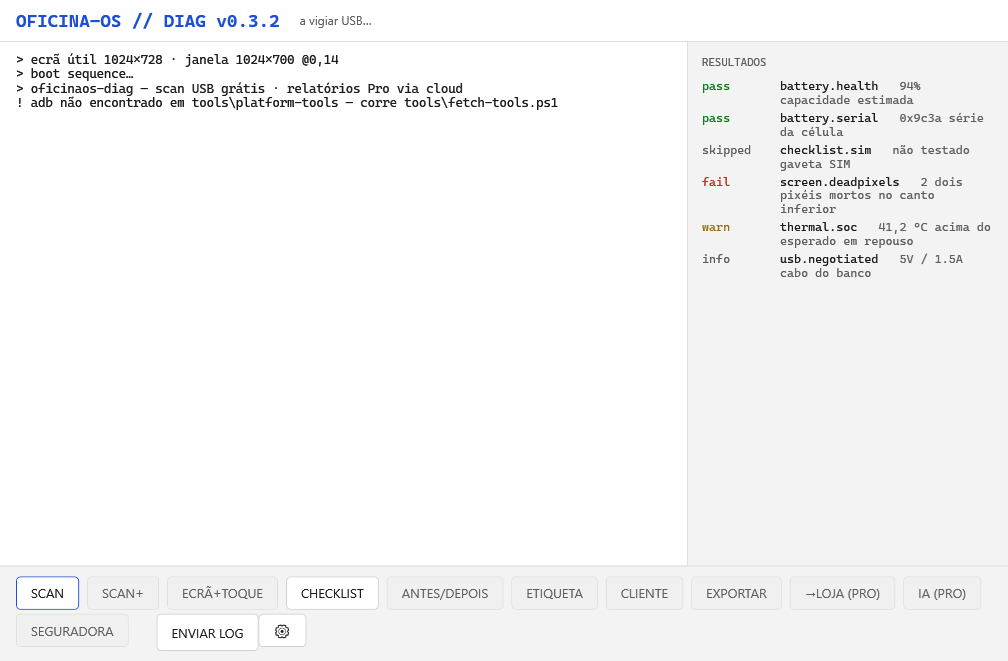 OFICINA-OS // DIAG v0.3.2 a vigiar USB…
> ecrã útil 1024×728 · janela 1024×700 @0,14
> boot sequence…
> oficinaos-diag — scan USB grátis · relatórios Pro via cloud
! adb não encontrado em tools\platform-tools — corre tools\fetch-tools.ps1
RESULTADOS
pass battery.health 94%
capacidade estimada
pass battery.serial 0x9c3a série
da célula
skipped checklist.sim não testado
gaveta SIM
fail screen.deadpixels 2 dois
pixéis mortos no canto
inferior
warn thermal.soc 41,2 ºC acima do
esperado em repouso
info usb.negotiated 5V / 1.5A
cabo do banco
SCAN SCAN+ ECRÃ+TOQUE CHECKLIST ANTES/DEPOIS ETIQUETA CLIENTE EXPORTAR →LOJA (PRO) IA (PRO)
SEGURADORA ENVIAR LOG